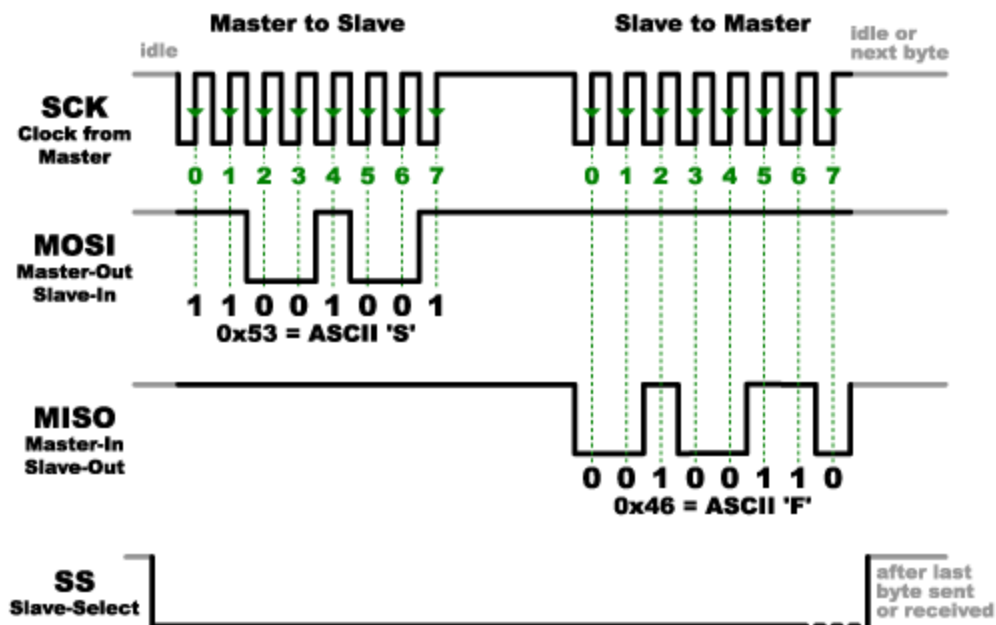 Master to Slave
Slave to Master
idle
idle or
next byte
SCK
Clock from
Master
0 1 2 3 4 5 6 7
0 1 2 3 4 5 6 7
MOSI
Master-Out
Slave-In
1 1 0 0 1 0 0 1
0x53 = ASCII 'S'
MISO
Master-In
Slave-Out
0 0 1 0 0 1 1 0
0x46 = ASCII 'F'
SS
Slave-Select
after last
byte sent
or received